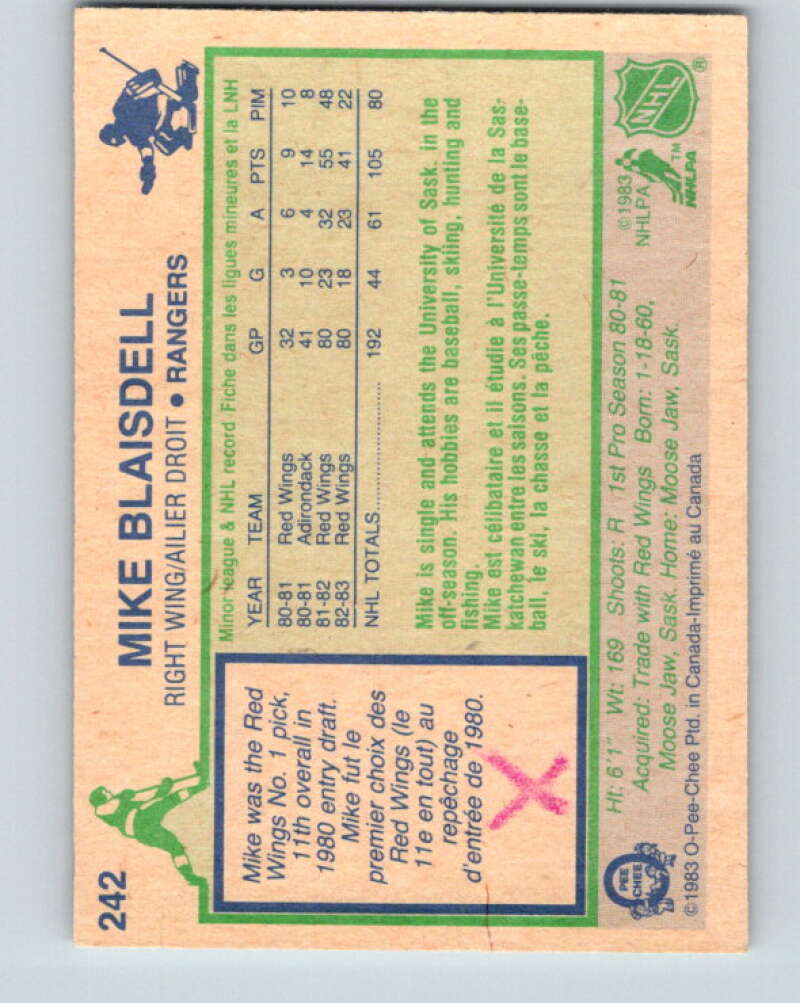 242
MIKE BLAISDELL
RIGHT WING/AILIER DROIT • RANGERS
Mike was the Red
Wings No. 1 pick,
11th overall in
1980 entry draft.
Mike fut le
premier choix des
Red Wings (le
11e en tout) au
repêchage
d'entrée de 1980.
Minor league & NHL record Fiche dans les ligues mineures et la LNH
YEAR TEAM GP G A PTS PIM
80-81 Red Wings 32 3 6 9 10
80-81 Adirondack 41 10 4 14 8
81-82 Red Wings 80 23 32 55 48
82-83 Red Wings 80 18 23 41 22
NHL TOTALS................................ 192 44 61 105 80
Mike is single and attends the University of Sask. in the
off-season. His hobbies are baseball, skiing, hunting and
fishing.
Mike est célibataire et il étudie à l'Université de la Sas-
katchewan entre les saisons. Ses passe-temps sont le base-
ball, le ski, la chasse et la pêche.
Ht: 6'1" Wt: 169 Shoots: R 1st Pro Season 80-81
Acquired: Trade with Red Wings Born: 1-18-60,
Moose Jaw, Sask. Home: Moose Jaw, Sask.
©1983 O-Pee-Chee Ptd. in Canada-Imprimé au Canada
O
PEE
CHEE
©1983
NHLPA
NHLPA
TM
NHL
®